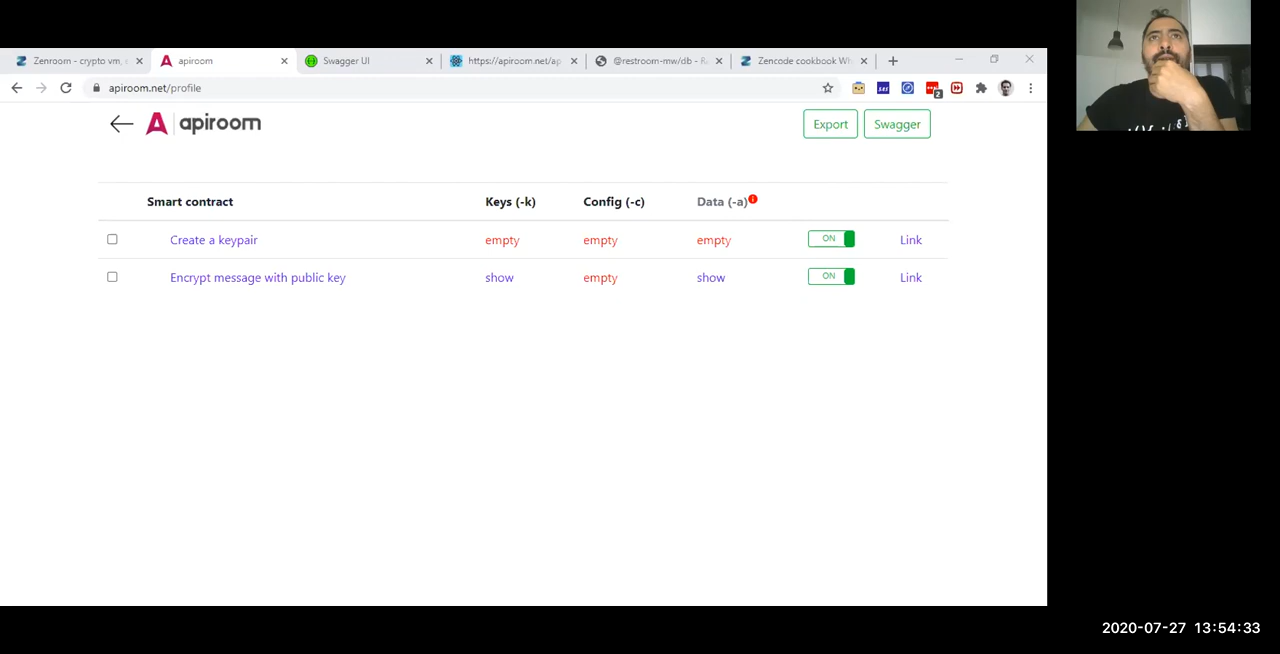 Zenroom - crypto vm,
apiroom
Swagger UI
https://apiroom.net/ap
@restroom-mw/db - R
Zencode cookbook Wh
apiroom.net/profile
2
A apiroom
Export
Swagger
Smart contract
Keys (-k)
Config (-c)
Data (-a)
Create a keypair
empty
empty
empty
ON
Link
Encrypt message with public key
show
empty
show
ON
Link
2020-07-27 13:54:33